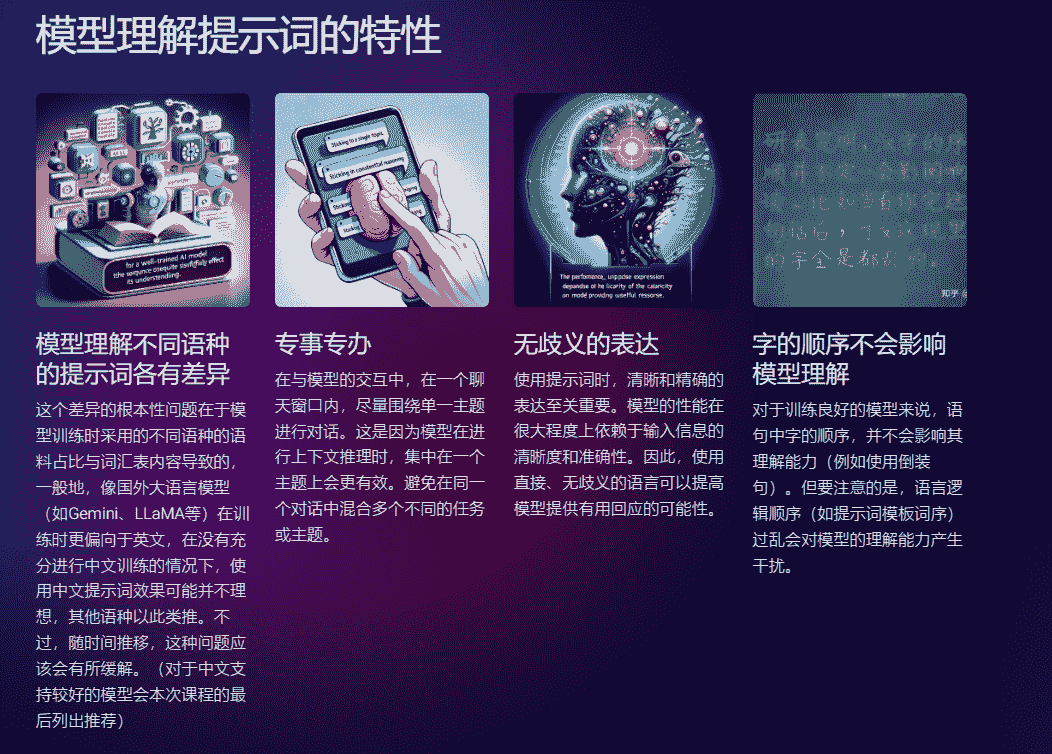 模型理解提示词的特性
for a well-trained AI model
its understanding.
Sticking to a single topic,
Sticking in
The performance,
expression
on model providing
模型理解不同语种
的提示词各有差异
这个差异的根本性问题在于模
型训练时采用的不同语种的语
料占比与词汇表内容导致的，
一般地，像国外大语言模型
（如Gemini、LLaMA等）在训
练时更偏向于英文，在没有充
分进行中文训练的情况下，使
用中文提示词效果可能并不理
想，其他语种以此类推。不
过，随时间推移，这种问题应
该会有所缓解。（对于中文支
持较好的模型会本次课程的最
后列出推荐）
专事专办
在与模型的交互中，在一个聊
天窗口内，尽量围绕单一主题
进行对话。这是因为模型在进
行上下文推理时，集中在一个
主题上会更有效。避免在同一
个对话中混合多个不同的任务
或主题。
无歧义的表达
使用提示词时，清晰和精确的
表达至关重要。模型的性能在
很大程度上依赖于输入信息的
清晰度和准确性。因此，使用
直接、无歧义的语言可以提高
模型提供有用回应的可能性。
知乎
字的顺序不会影响
模型理解
对于训练良好的模型来说，语
句中字的顺序，并不会影响其
理解能力（例如使用倒装
句）。但要注意的是，语言逻
辑顺序（如提示词模板词序）
过乱会对模型的理解能力产生
干扰。